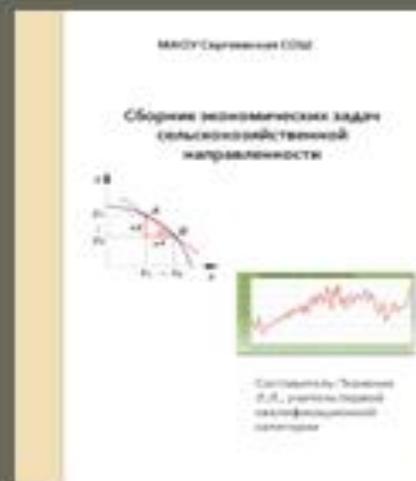 МАОУ Сергеевская СОШ
Сборник экономических задач
сельскохозяйственной
направленности
Составитель:
учитель первой
квалификационной
категории